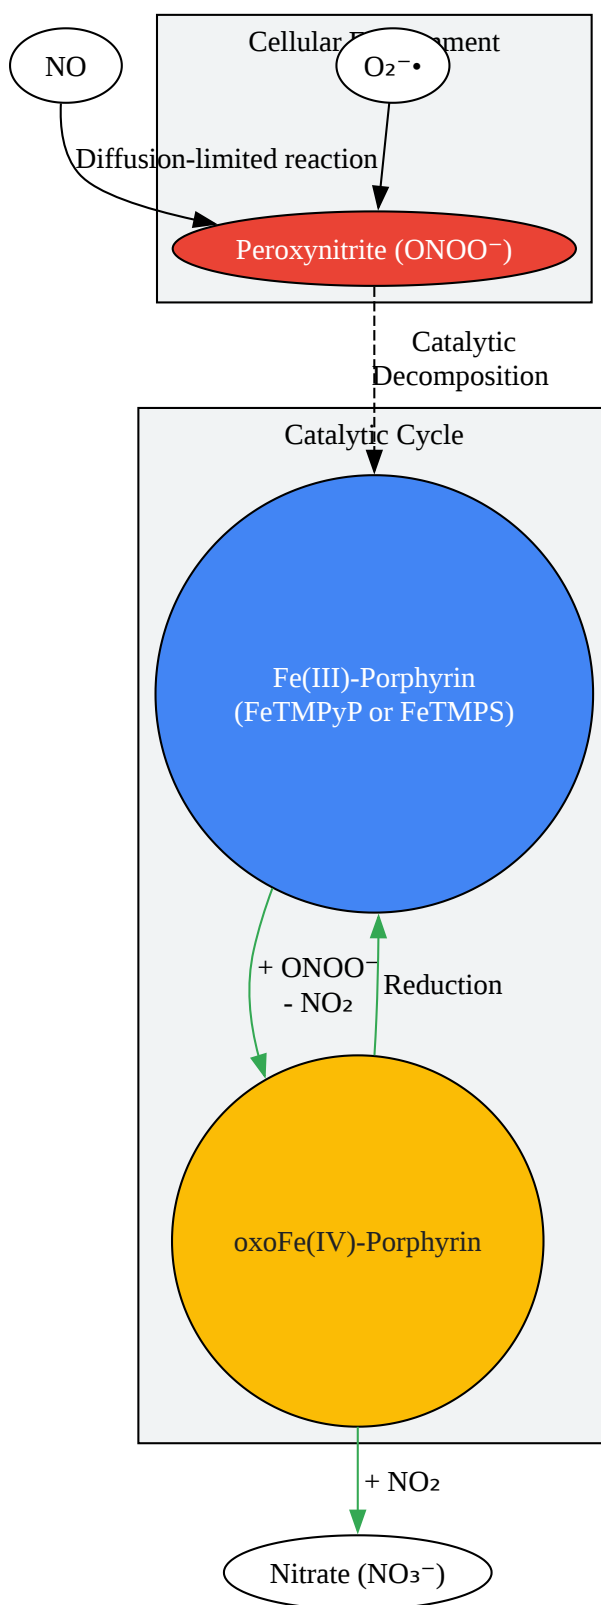 Cellular
ment
NO
O₂⁻•
Diffusion-limited reaction
Peroxynitrite (ONOO⁻)
Catalytic
Decomposition
Catalytic Cycle
Fe(III)-Porphyrin
(FeTMPyP or FeTMPS)
+ ONOO⁻
- NO₂
Reduction
oxoFe(IV)-Porphyrin
+ NO₂
Nitrate (NO₃⁻)